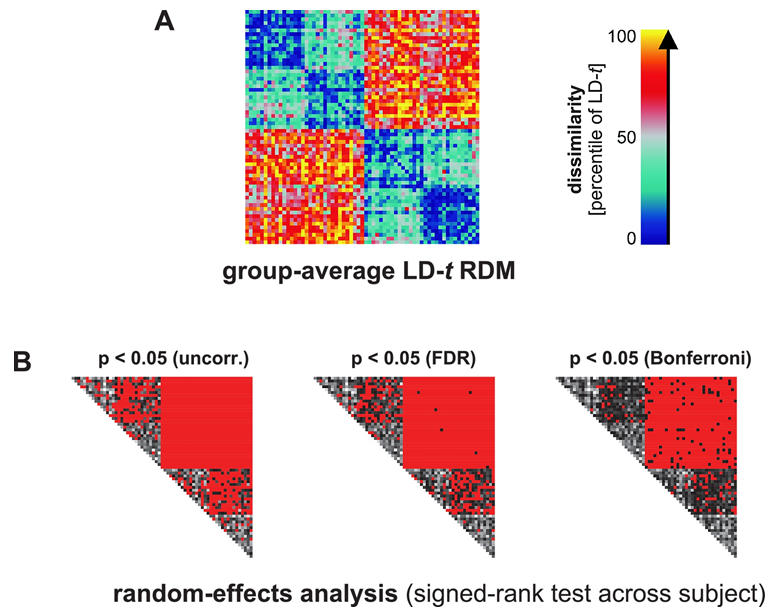 A
100
50
0
dissimilarity
[percentile of LD-t]
group-average LD-t RDM
B
p < 0.05 (uncorr.)
p < 0.05 (FDR)
p < 0.05 (Bonferroni)
random-effects analysis (signed-rank test across subject)